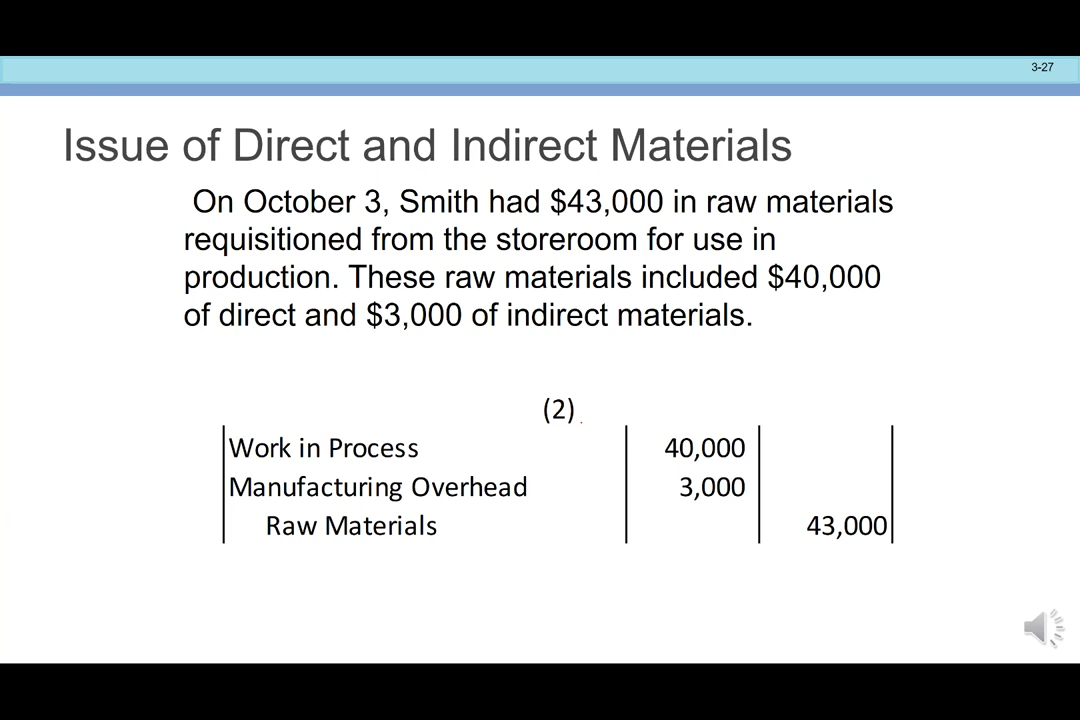 3-27
Issue of Direct and Indirect Materials
On October 3, Smith had $43,000 in raw materials
requisitioned from the storeroom for use in
production. These raw materials included $40,000
of direct and $3,000 of indirect materials.
(2)
Work in Process 40,000
Manufacturing Overhead 3,000
Raw Materials 43,000